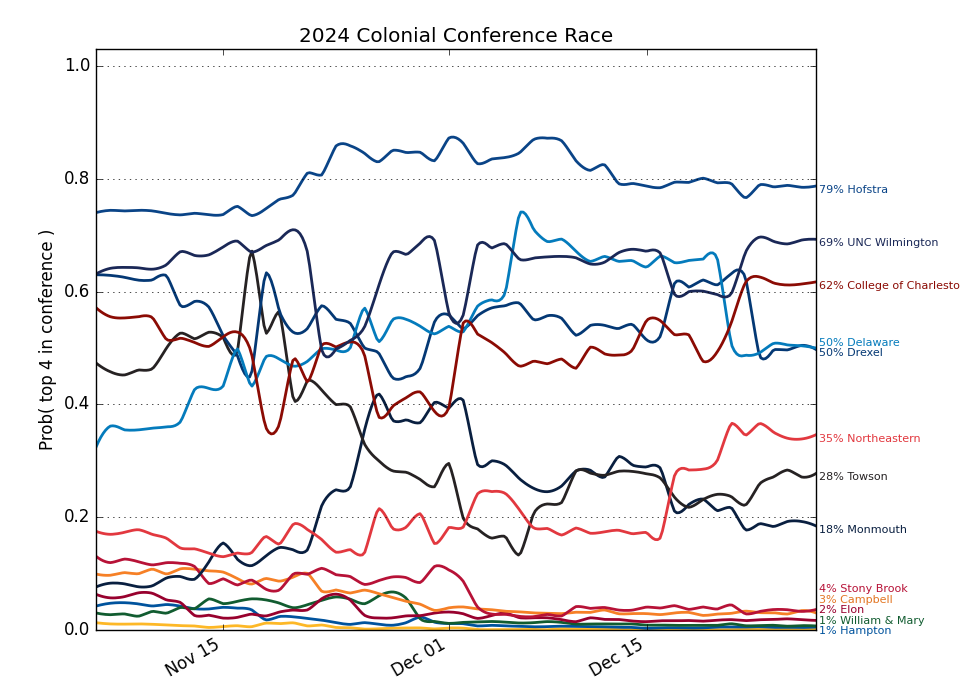 2024 Colonial Conference Race
Prob( top 4 in conference )
1.0
0.8
0.6
0.4
0.2
0.0
Nov 15
Dec 01
Dec 15
79% Hofstra
69% UNC Wilmington
62% College of Charlesto
50% Delaware
50% Drexel
35% Northeastern
28% Towson
18% Monmouth
4% Stony Brook
3% Campbell
2% Elon
1% William & Mary
1% Hampton